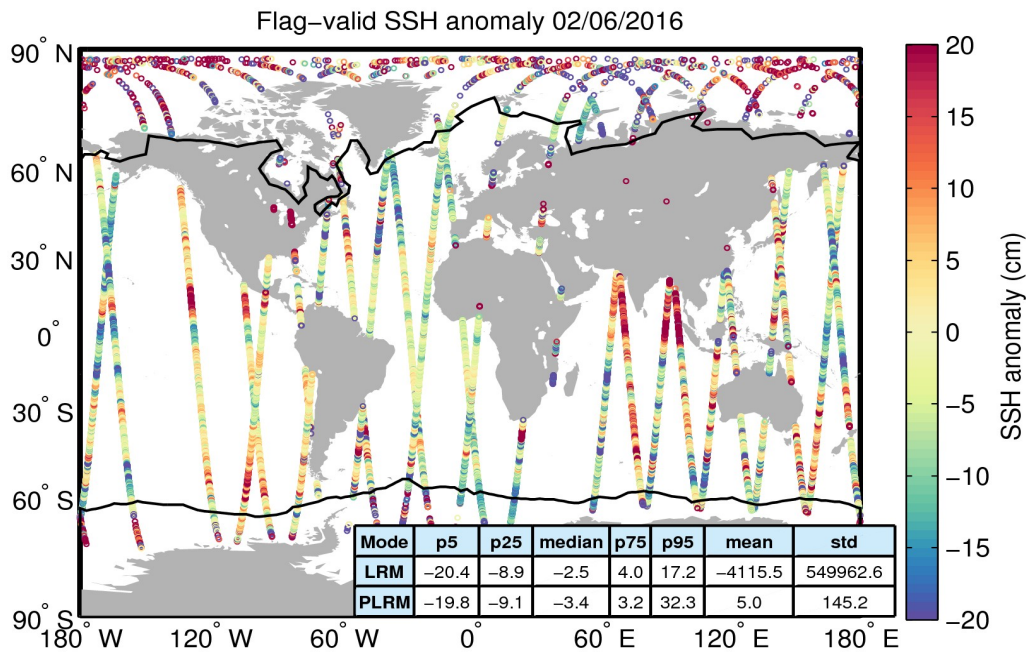 Flag−valid SSH anomaly 02/06/2016
90° N
60° N
30° N
0°
30° S
60° S
90° S
180° W
120° W
60° W
0°
60° E
120° E
180° E
20
15
10
5
0
−5
−10
−15
−20
SSH anomaly (cm)
Mode p5 p25 median p75 p95 mean std
LRM −20.4 −8.9 −2.5 4.0 17.2 −4115.5 549962.6
PLRM −19.8 −9.1 −3.4 3.2 32.3 5.0 145.2